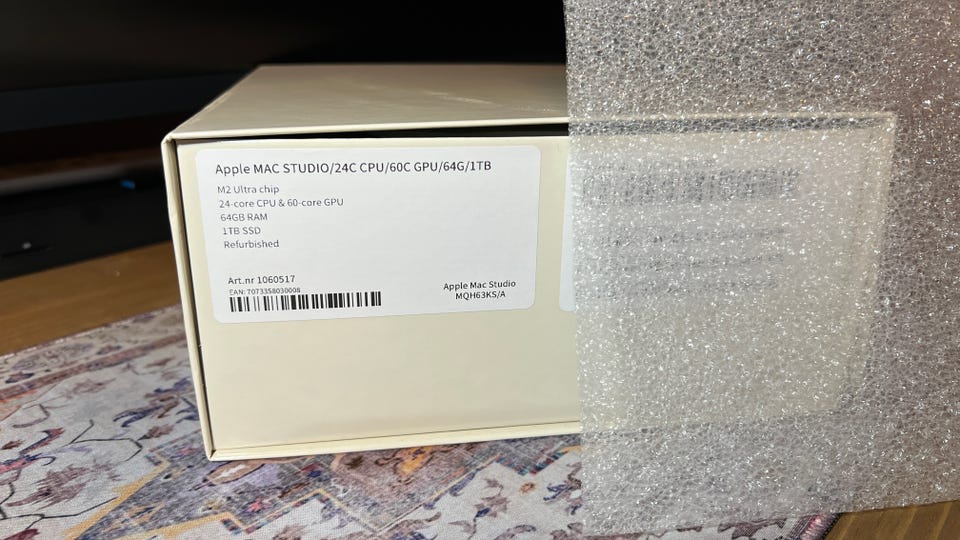 Apple MAC STUDIO/24C CPU/60C GPU/64G/1TB
M2 Ultra chip
24-core CPU & 60-core GPU
64GB RAM
1TB SSD
Refurbished
Art.nr 1060517
EAN: 7073358030008
Apple Mac Studio
MQH63KS/A